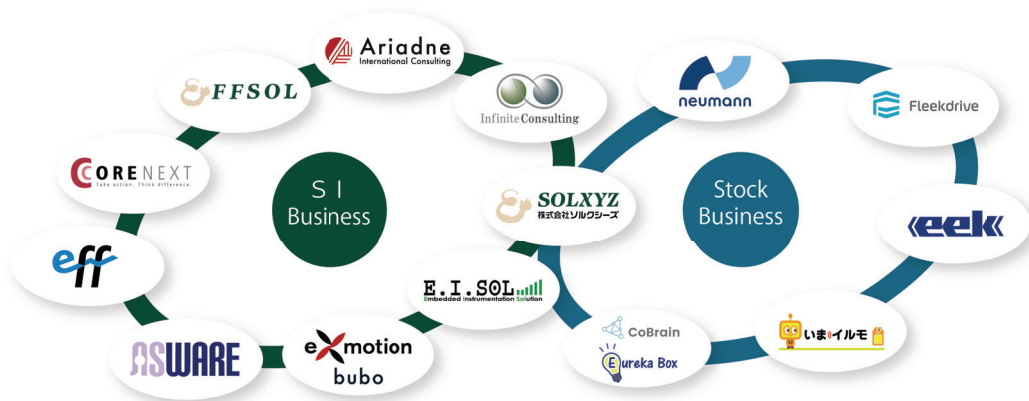 Ariadne
International Consulting
FFSOL
Infinite Consulting
neumann
Fleekdrive
CORENEXT
Take action. Think difference.
SI
Business
SOLXYZ
株式会社ソルクシーズ
Stock
Business
eek
eff
E.I.SOL
Embedded Instrumentation Solution
CoBrain
Eureka Box
いまイルモ
ASWARE
eXmotion
bubo